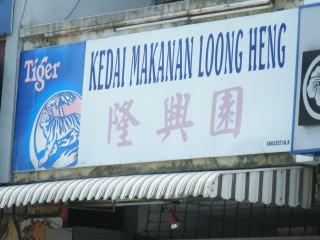 Tiger
KEDAI MAKANAN LOONG HENG
隆興園